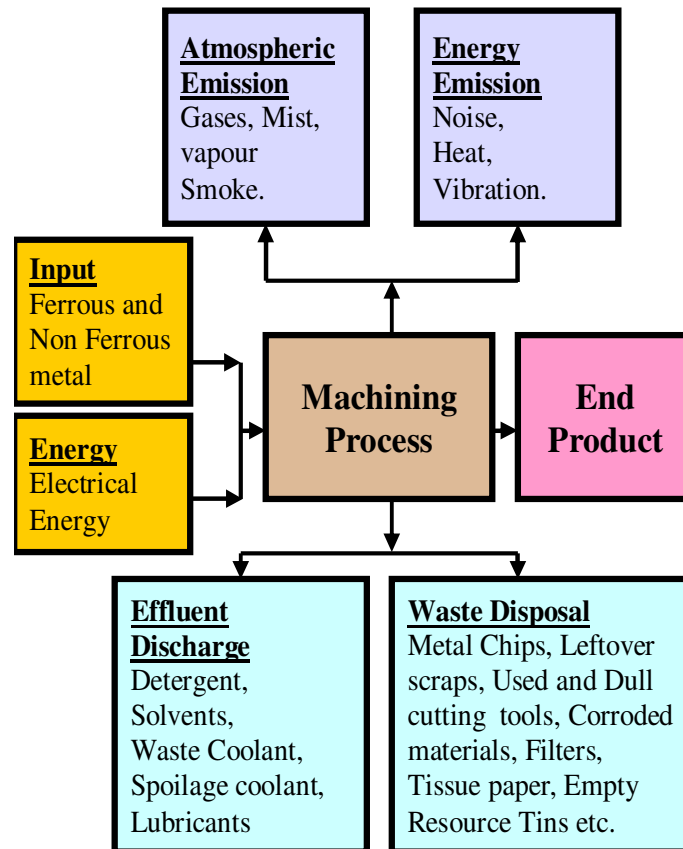 Atmospheric
Emission
Gases, Mist,
vapour
Smoke.
Energy
Emission
Noise,
Heat,
Vibration.
Input
Ferrous and
Non Ferrous
metal
Energy
Electrical
Energy
Machining
Process
End
Product
Effluent
Discharge
Detergent,
Solvents,
Waste Coolant,
Spoilage coolant,
Lubricants
Waste Disposal
Metal Chips, Leftover
scraps, Used and Dull
cutting tools, Corroded
materials, Filters,
Tissue paper, Empty
Resource Tins etc.